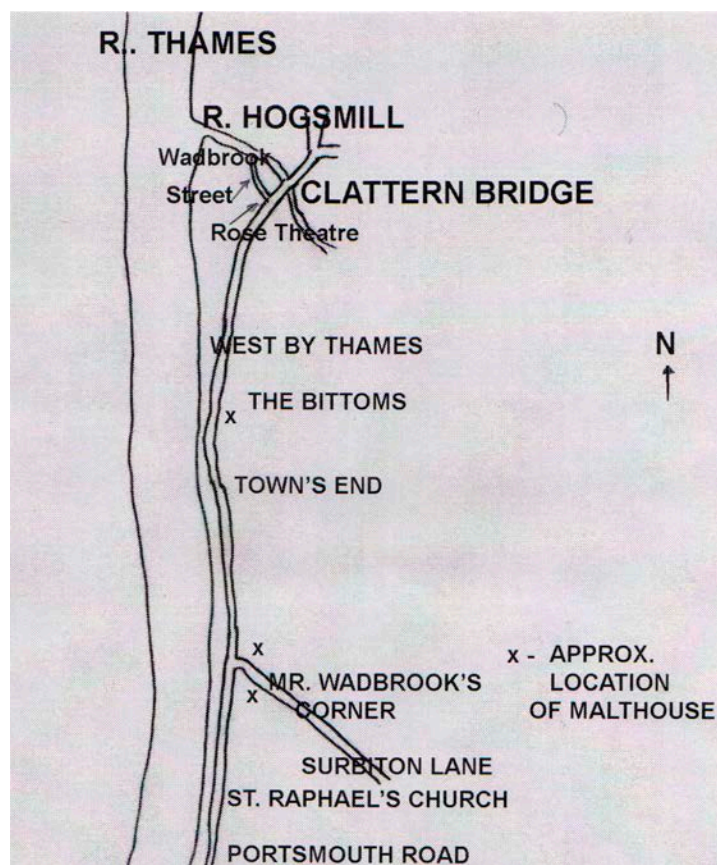 R.. THAMES
R. HOGSMILL
Wadbrook
Street
CLATTERN BRIDGE
Rose Theatre
WEST BY THAMES
N
THE BITTOMS
x
TOWN'S END
x
x - APPROX.
LOCATION
OF MALTHOUSE
MR. WADBROOK'S
x
CORNER
SURBITON LANE
ST. RAPHAEL'S CHURCH
PORTSMOUTH ROAD